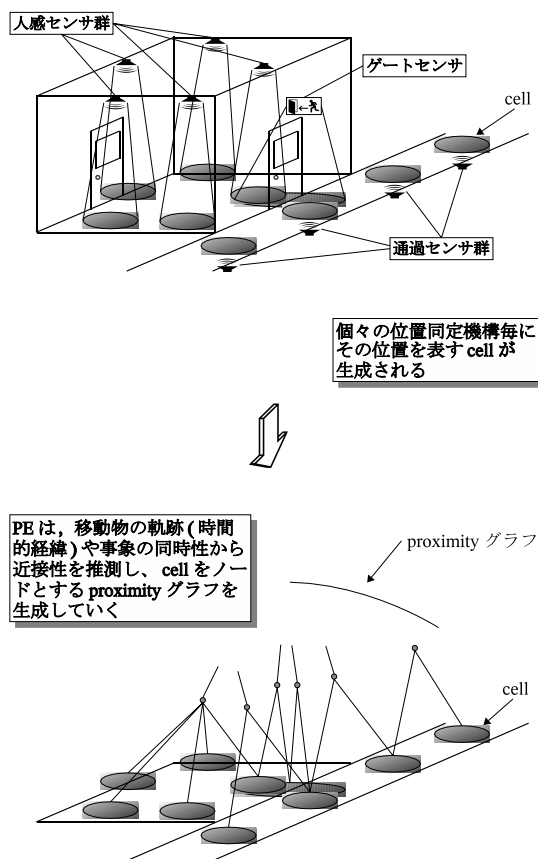 人感センサ群
ゲートセンサ
cell
通過センサ群
個々の位置同定機構毎に
その位置を表す cell が
生成される
PE は，移動物の軌跡 ( 時間
的経緯 ) や事象の同時性から
近接性を推測し、 cell をノー
ドとする proximity グラフを
生成していく
proximity グラフ
cell